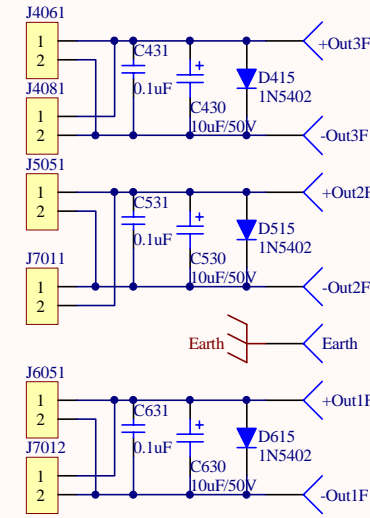 J4061
1
2
C431
0.1uF
C430
10uF/50V
D415
1N5402
+Out3F
J4081
1
2
-Out3F
J5051
1
2
C531
0.1uF
C530
10uF/50V
D515
1N5402
+Out2F
J7011
1
2
-Out2F
Earth
Earth
J6051
1
2
C631
0.1uF
C630
10uF/50V
D615
1N5402
+Out1F
J7012
1
2
-Out1F